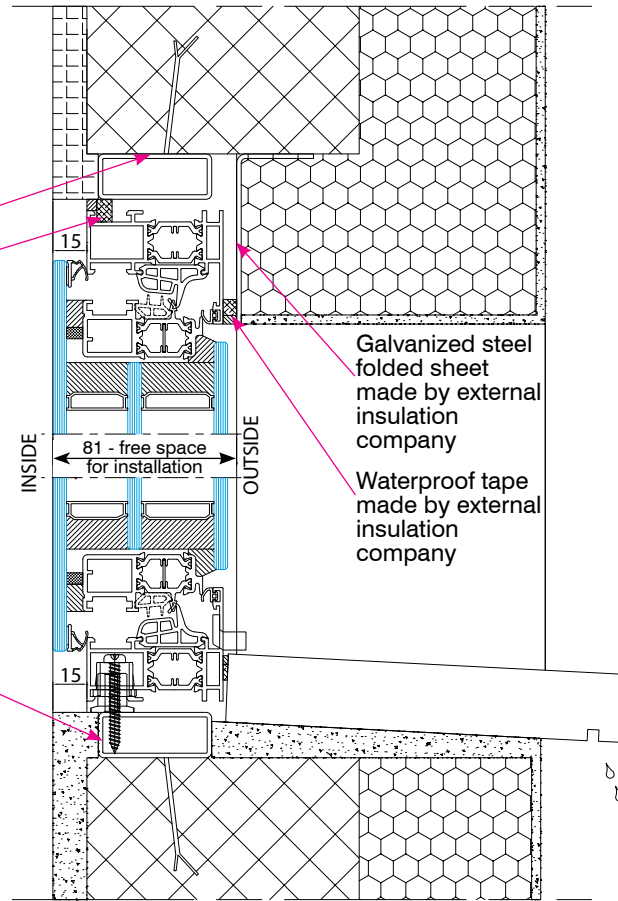 15
Galvanized steel
folded sheet
made by external
insulation
company
INSIDE
81 - free space
for installation
OUTSIDE
Waterproof tape
made by external
insulation
company
15